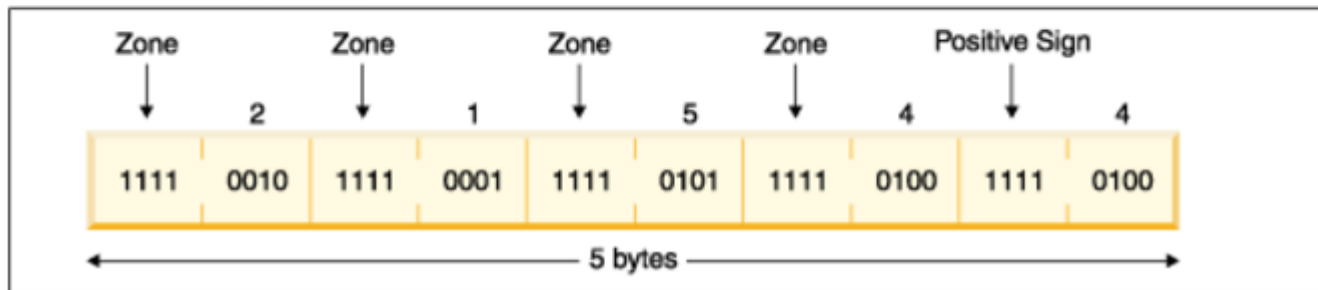 Zone Zone Zone Zone Positive Sign
2 1 5 4 4
1111 0010 1111 0001 1111 0101 1111 0100 1111 0100
5 bytes